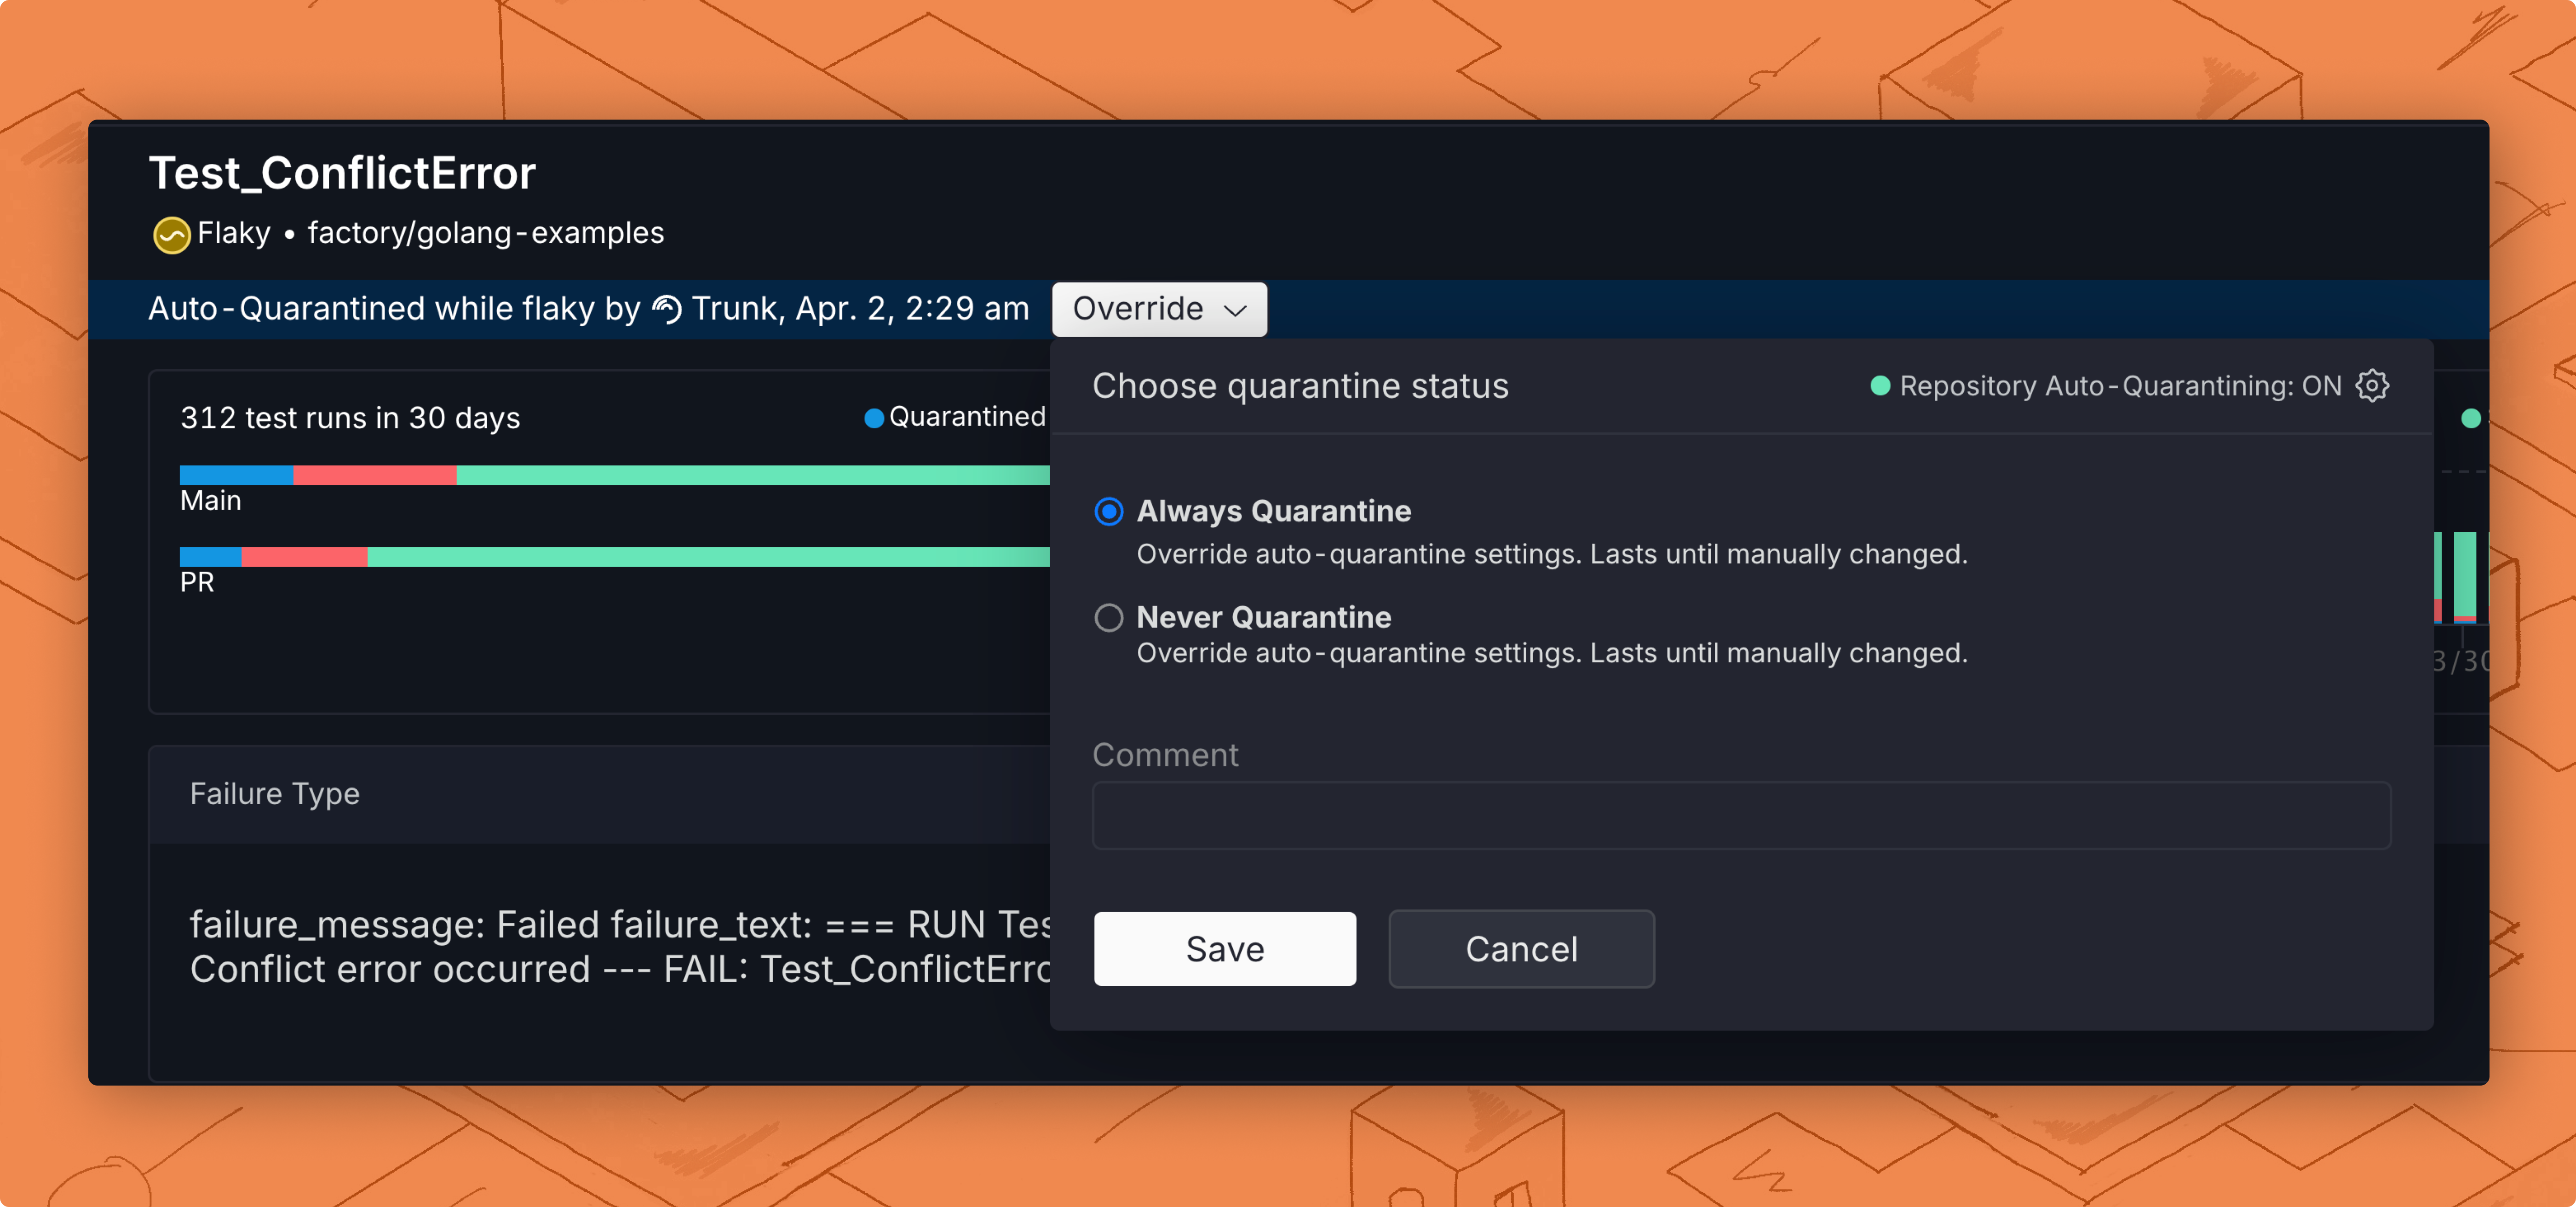 Test_ConflictError
Flaky • factory/golang-examples
Auto-Quarantined while flaky by Trunk, Apr. 2, 2:29 am Override
Choose quarantine status
Repository Auto-Quarantining: ON
312 test runs in 30 days
Quarantined
Main
PR
Always Quarantine
Override auto-quarantine settings. Lasts until manually changed.
Never Quarantine
Override auto-quarantine settings. Lasts until manually changed.
3/30
Comment
Save
Cancel
Failure Type
failure_message: Failed failure_text: === RUN Tes
Conflict error occurred --- FAIL: Test_ConflictErro